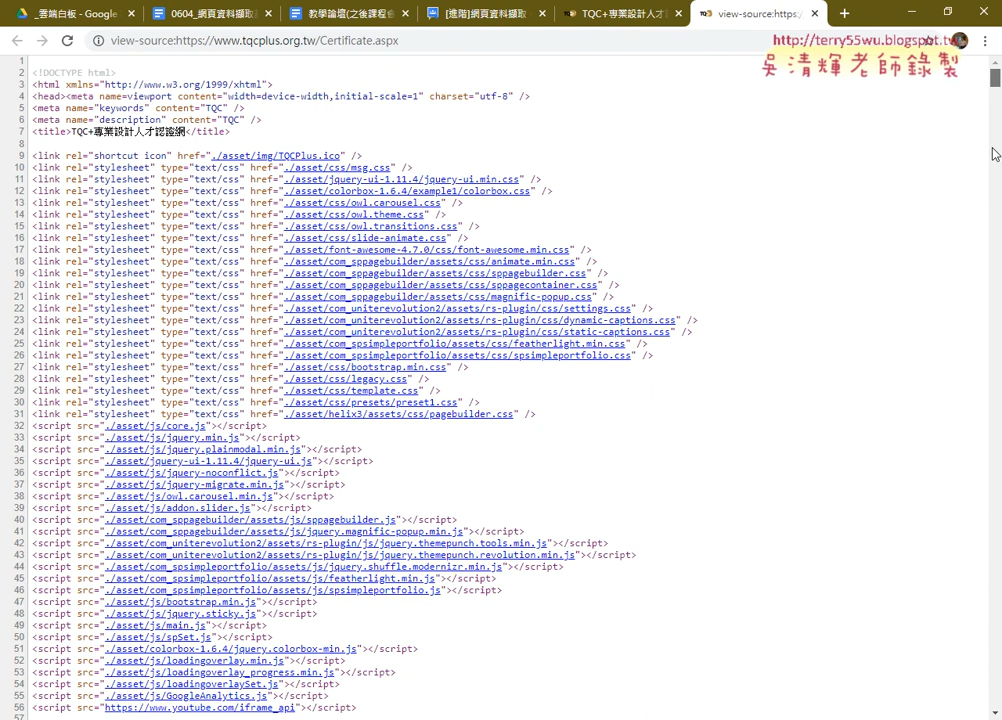 _雲端白板 - Google
0604_網頁資料擷取
教學論壇(之後課程會
[進階]網頁資料擷取
TQC+專業設計人才
view-source:https:/
view-source:https://www.tqcplus.org.tw/Certificate.aspx
http://terry55wu.blogspot.tw
吳清輝老師錄製
1
2 <!DOCTYPE html>
3 <html xmlns="http://www.w3.org/1999/xhtml">
4 <head><meta name=viewport content="width=device-width,initial-scale=1" charset="utf-8" />
5 <meta name="keywords" content="TQC" />
6 <meta name="description" content="TQC" />
7 <title>TQC+專業設計人才認證網</title>
8
9 <link rel="shortcut icon" href="./asset/img/TQCPlus.ico" />
10 <link rel="stylesheet" type="text/css" href="./asset/css/msg.css" />
11 <link rel="stylesheet" type="text/css" href="./asset/jquery-ui-1.11.4/jquery-ui.min.css" />
12 <link rel="stylesheet" type="text/css" href="./asset/colorbox-1.6.4/example1/colorbox.css" />
13 <link rel="stylesheet" type="text/css" href="./asset/css/owl.carousel.css" />
14 <link rel="stylesheet" type="text/css" href="./asset/css/owl.theme.css" />
15 <link rel="stylesheet" type="text/css" href="./asset/css/owl.transitions.css" />
16 <link rel="stylesheet" type="text/css" href="./asset/css/slide-animate.css" />
17 <link rel="stylesheet" type="text/css" href="./asset/font-awesome-4.7.0/css/font-awesome.min.css" />
18 <link rel="stylesheet" type="text/css" href="./asset/com_sppagebuilder/assets/css/animate.min.css" />
19 <link rel="stylesheet" type="text/css" href="./asset/com_sppagebuilder/assets/css/sppagebuilder.css" />
20 <link rel="stylesheet" type="text/css" href="./asset/com_sppagebuilder/assets/css/sppagecontainer.css" />
21 <link rel="stylesheet" type="text/css" href="./asset/com_sppagebuilder/assets/css/magnific-popup.css" />
22 <link rel="stylesheet" type="text/css" href="./asset/com_uniterevolution2/assets/rs-plugin/css/settings.css" />
23 <link rel="stylesheet" type="text/css" href="./asset/com_uniterevolution2/assets/rs-plugin/css/dynamic-captions.css" />
24 <link rel="stylesheet" type="text/css" href="./asset/com_uniterevolution2/assets/rs-plugin/css/static-captions.css" />
25 <link rel="stylesheet" type="text/css" href="./asset/com_spsimpleportfolio/assets/css/featherlight.min.css" />
26 <link rel="stylesheet" type="text/css" href="./asset/com_spsimpleportfolio/assets/css/spsimpleportfolio.css" />
27 <link rel="stylesheet" type="text/css" href="./asset/css/bootstrap.min.css" />
28 <link rel="stylesheet" type="text/css" href="./asset/css/legacy.css" />
29 <link rel="stylesheet" type="text/css" href="./asset/css/template.css" />
30 <link rel="stylesheet" type="text/css" href="./asset/css/presets/preset1.css" />
31 <link rel="stylesheet" type="text/css" href="./asset/helix3/assets/css/pagebuilder.css" />
32 <script src="./asset/js/core.js"></script>
33 <script src="./asset/js/jquery.min.js"></script>
34 <script src="./asset/js/jquery.plainmodal.min.js"></script>
35 <script src="./asset/jquery-ui-1.11.4/jquery-ui.js"></script>
36 <script src="./asset/js/jquery-noconflict.js"></script>
37 <script src="./asset/js/jquery-migrate.min.js"></script>
38 <script src="./asset/js/owl.carousel.min.js"></script>
39 <script src="./asset/js/addon.slider.js"></script>
40 <script src="./asset/com_sppagebuilder/assets/js/sppagebuilder.js"></script>
41 <script src="./asset/com_sppagebuilder/assets/js/jquery.magnific-popup.min.js"></script>
42 <script src="./asset/com_uniterevolution2/assets/rs-plugin/js/jquery.themepunch.tools.min.js"></script>
43 <script src="./asset/com_uniterevolution2/assets/rs-plugin/js/jquery.themepunch.revolution.min.js"></script>
44 <script src="./asset/com_spsimpleportfolio/assets/js/jquery.shuffle.modernizr.min.js"></script>
45 <script src="./asset/com_spsimpleportfolio/assets/js/featherlight.min.js"></script>
46 <script src="./asset/com_spsimpleportfolio/assets/js/spsimpleportfolio.js"></script>
47 <script src="./asset/js/bootstrap.min.js"></script>
48 <script src="./asset/js/jquery.sticky.js"></script>
49 <script src="./asset/js/main.js"></script>
50 <script src="./asset/js/spSet.js"></script>
51 <script src="./asset/colorbox-1.6.4/jquery.colorbox-min.js"></script>
52 <script src="./asset/js/loadingoverlay.min.js"></script>
53 <script src="./asset/js/loadingoverlay_progress.min.js"></script>
54 <script src="./asset/js/loadingoverlaySet.js"></script>
55 <script src="./asset/js/GoogleAnalytics.js"></script>
56 <script src="https://www.youtube.com/iframe_api"></script>
57